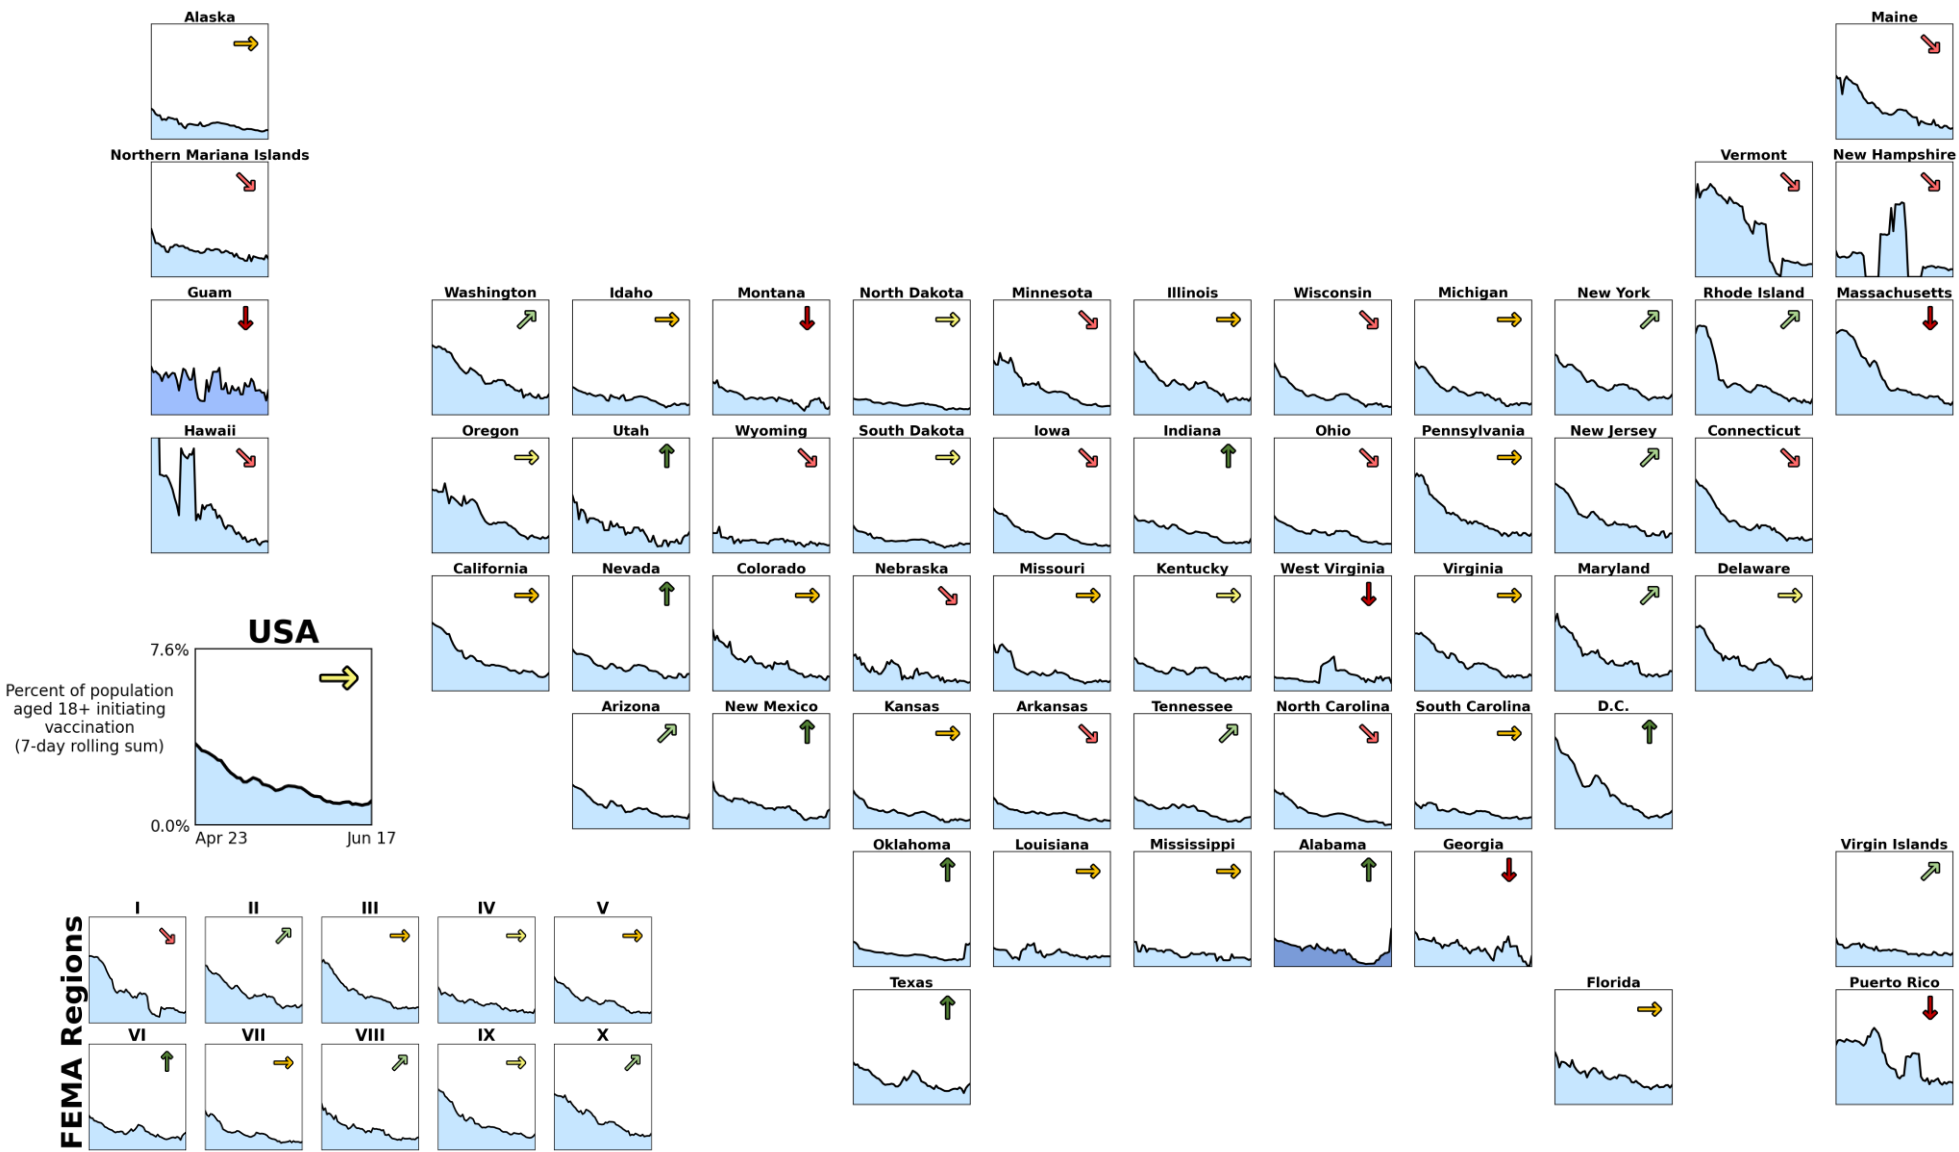 Alaska
Maine
Northern Mariana Islands
Vermont
New Hampshire
Guam
Washington
Idaho
Montana
North Dakota
Minnesota
Illinois
Wisconsin
Michigan
New York
Rhode Island
Massachusetts
Hawaii
Oregon
Utah
Wyoming
South Dakota
Iowa
Indiana
Ohio
Pennsylvania
New Jersey
Connecticut
California
Nevada
Colorado
Nebraska
Missouri
Kentucky
West Virginia
Virginia
Maryland
Delaware
USA
7.6%
Percent of population
aged 18+ initiating
vaccination
(7-day rolling sum)
0.0%
Apr 23
Jun 17
Arizona
New Mexico
Kansas
Arkansas
Tennessee
North Carolina
South Carolina
D.C.
Oklahoma
Louisiana
Mississippi
Alabama
Georgia
Virgin Islands
Texas
Florida
Puerto Rico
FEMA Regions
I
II
III
IV
V
VI
VII
VIII
IX
X